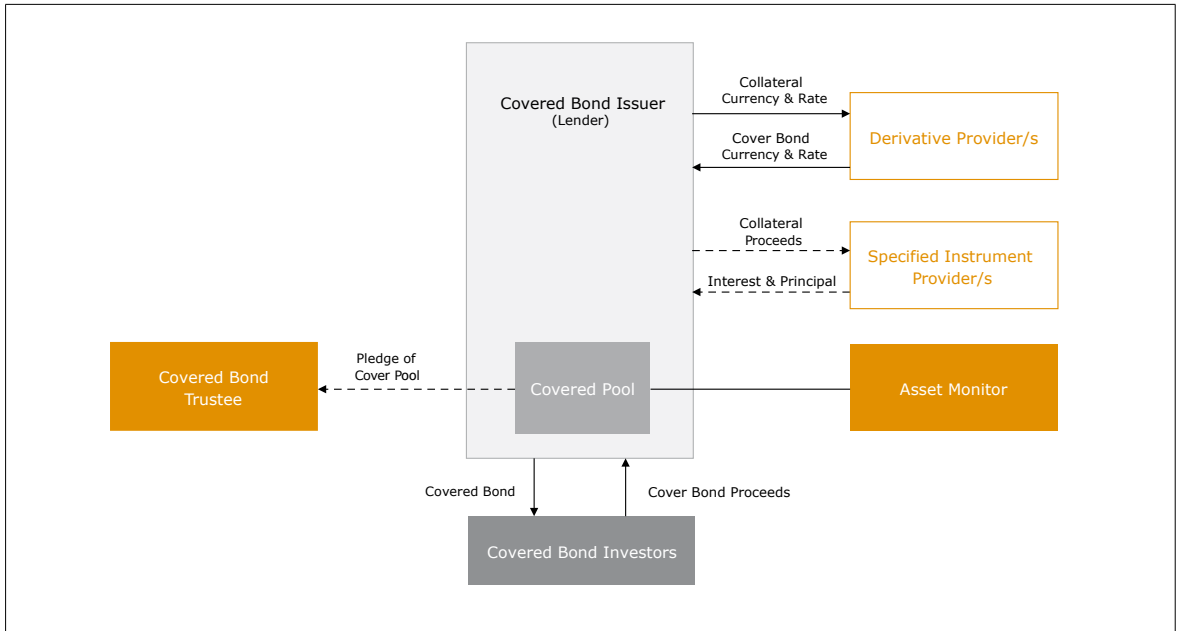 Covered Bond Issuer
(Lender)
Collateral
Currency & Rate
Cover Bond
Currency & Rate
Derivative Provider/s
Collateral
Proceeds
Interest & Principal
Specified Instrument
Provider/s
Covered Bond
Trustee
Pledge of
Cover Pool
Covered Pool
Asset Monitor
Covered Bond
Cover Bond Proceeds
Covered Bond Investors